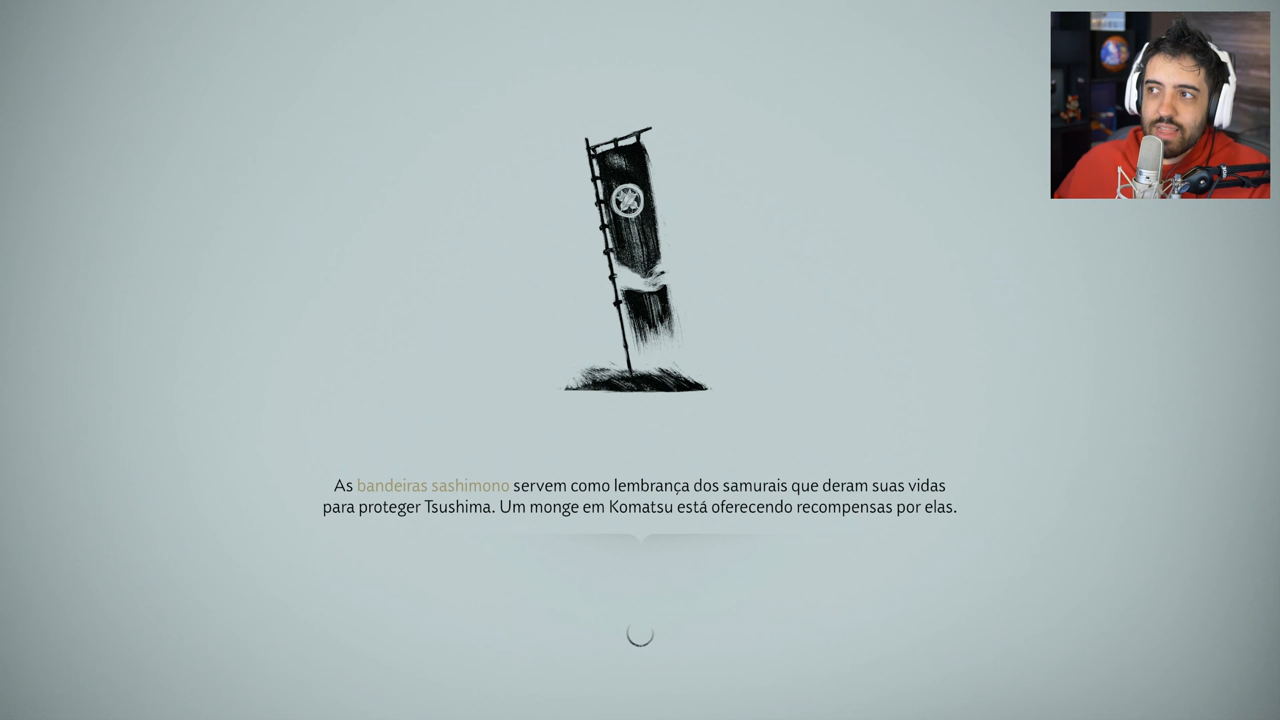 As bandeiras sashimono servem como lembrança dos samurais que deram suas vidas
para proteger Tsushima. Um monge em Komatsu está oferecendo recompensas por elas.